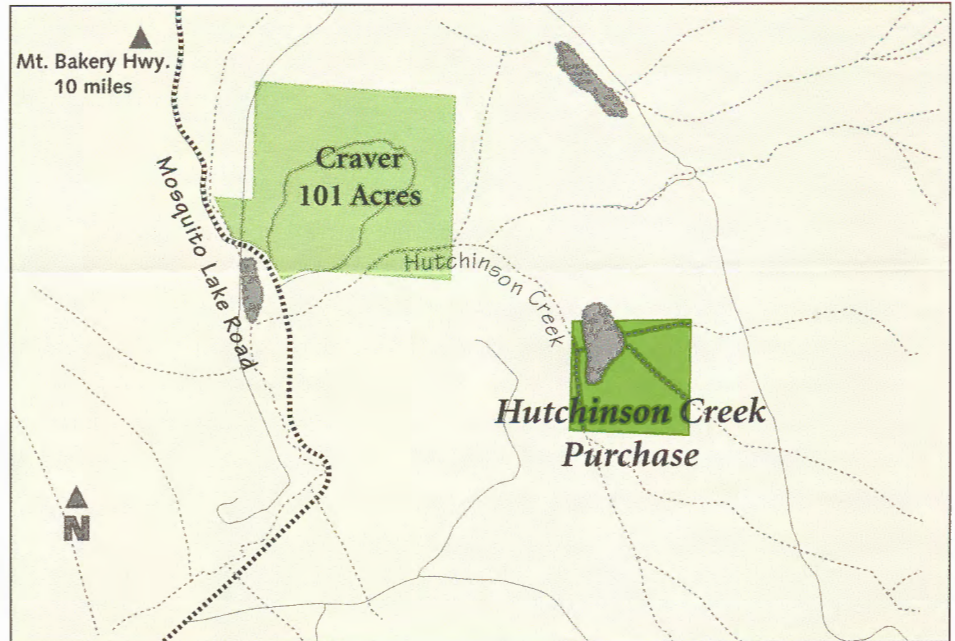 Mt. Bakery Hwy.
10 miles
Craver
101 Acres
Mosquito Lake Road
Hutchinson Creek
Hutchinson Creek
Purchase
N